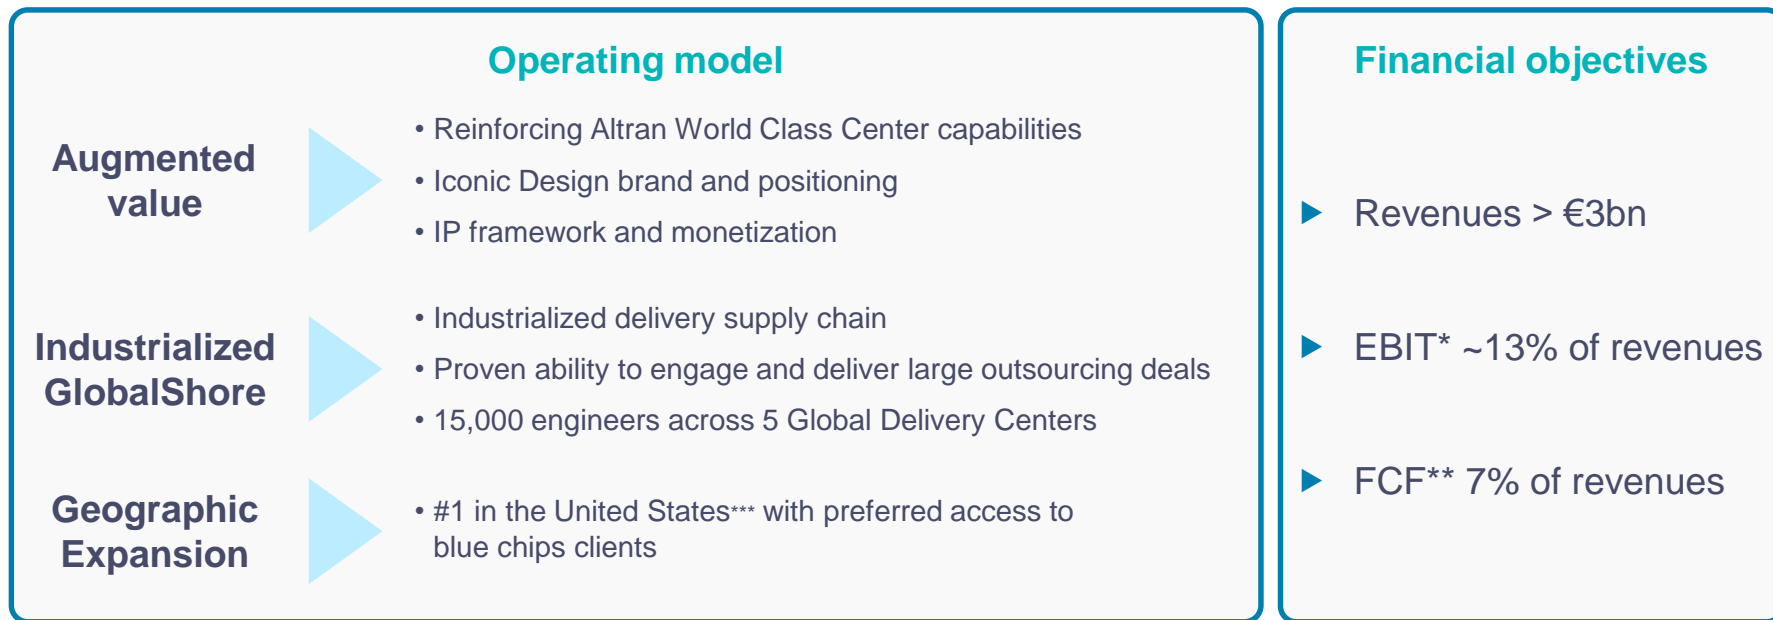 Operating model
Augmented
value
• Reinforcing Altran World Class Center capabilities
• Iconic Design brand and positioning
• IP framework and monetization
Industrialized
GlobalShore
• Industrialized delivery supply chain
• Proven ability to engage and deliver large outsourcing deals
• 15,000 engineers across 5 Global Delivery Centers
Geographic
Expansion
• #1 in the United States*** with preferred access to
blue chips clients
Financial objectives
Revenues > €3bn
EBIT* ~13% of revenues
FCF** 7% of revenues